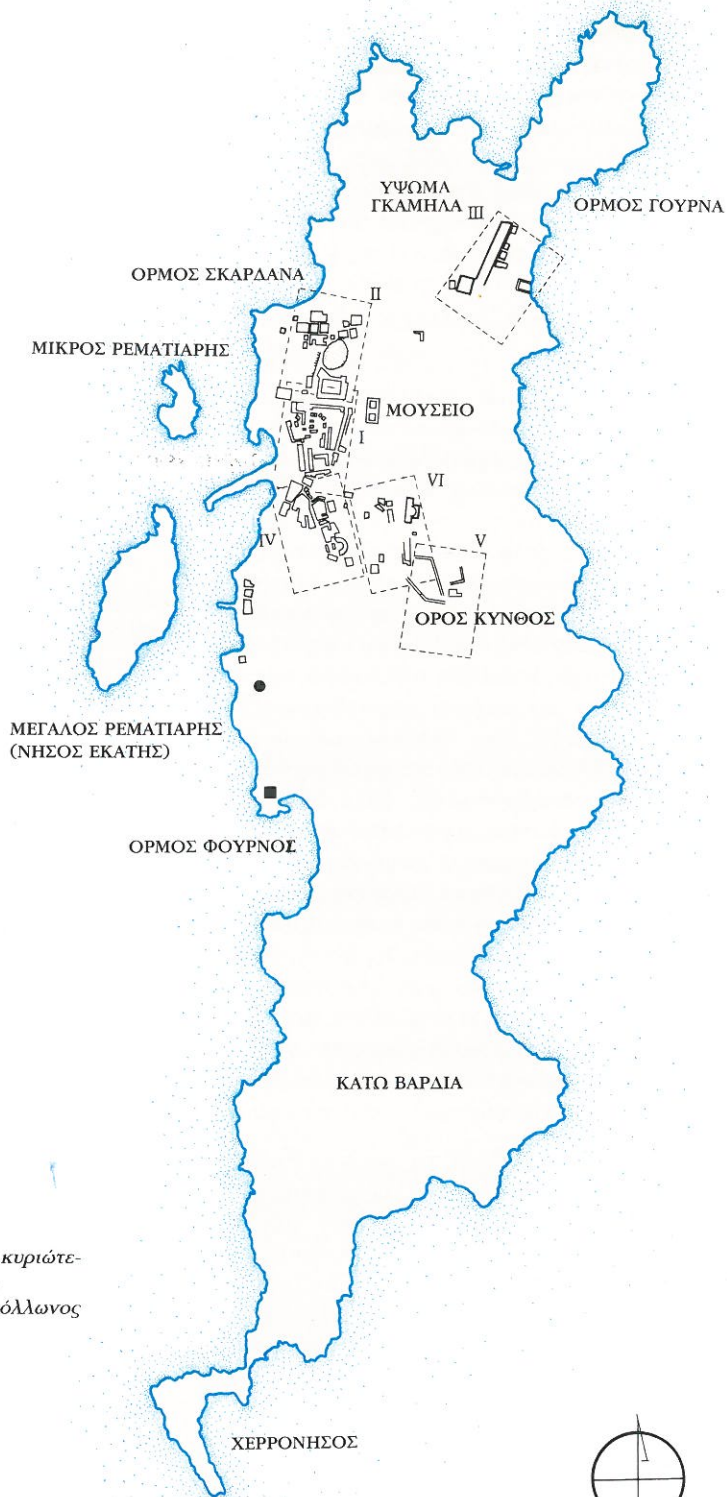 ΥΨΩΜΑ
ΓΚΑΜΗΛΑ
III
ΟΡΜΟΣ ΓΟΥΡΝΑ
ΟΡΜΟΣ ΣΚΑΡΔΑΝΑ
II
ΜΙΚΡΟΣ ΡΕΜΑΤΙΑΡΗΣ
ΜΟΥΣΕΙΟ
I
VI
IV
V
ΟΡΟΣ ΚΥΝΘΟΣ
ΜΕΓΑΛΟΣ ΡΕΜΑΤΙΑΡΗΣ
(ΝΗΣΟΣ ΕΚΑΤΗΣ)
ΟΡΜΟΣ ΦΟΥΡΝΟΣ
ΚΑΤΩ ΒΑΡΔΙΑ
κυριώτε-
όλλωνος
ΧΕΡΡΟΝΗΣΟΣ